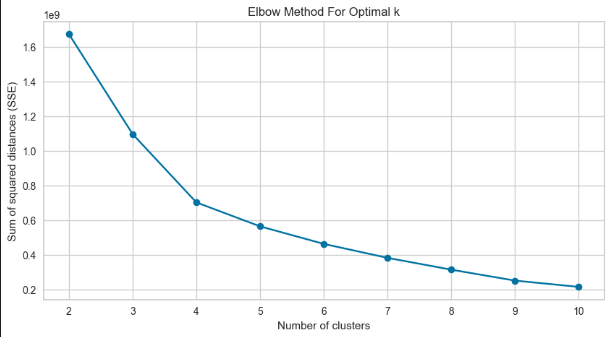 Elbow Method For Optimal k
1e9
1.6
1.4
1.2
1.0
0.8
0.6
0.4
0.2
Sum of squared distances (SSE)
2 3 4 5 6 7 8 9 10
Number of clusters